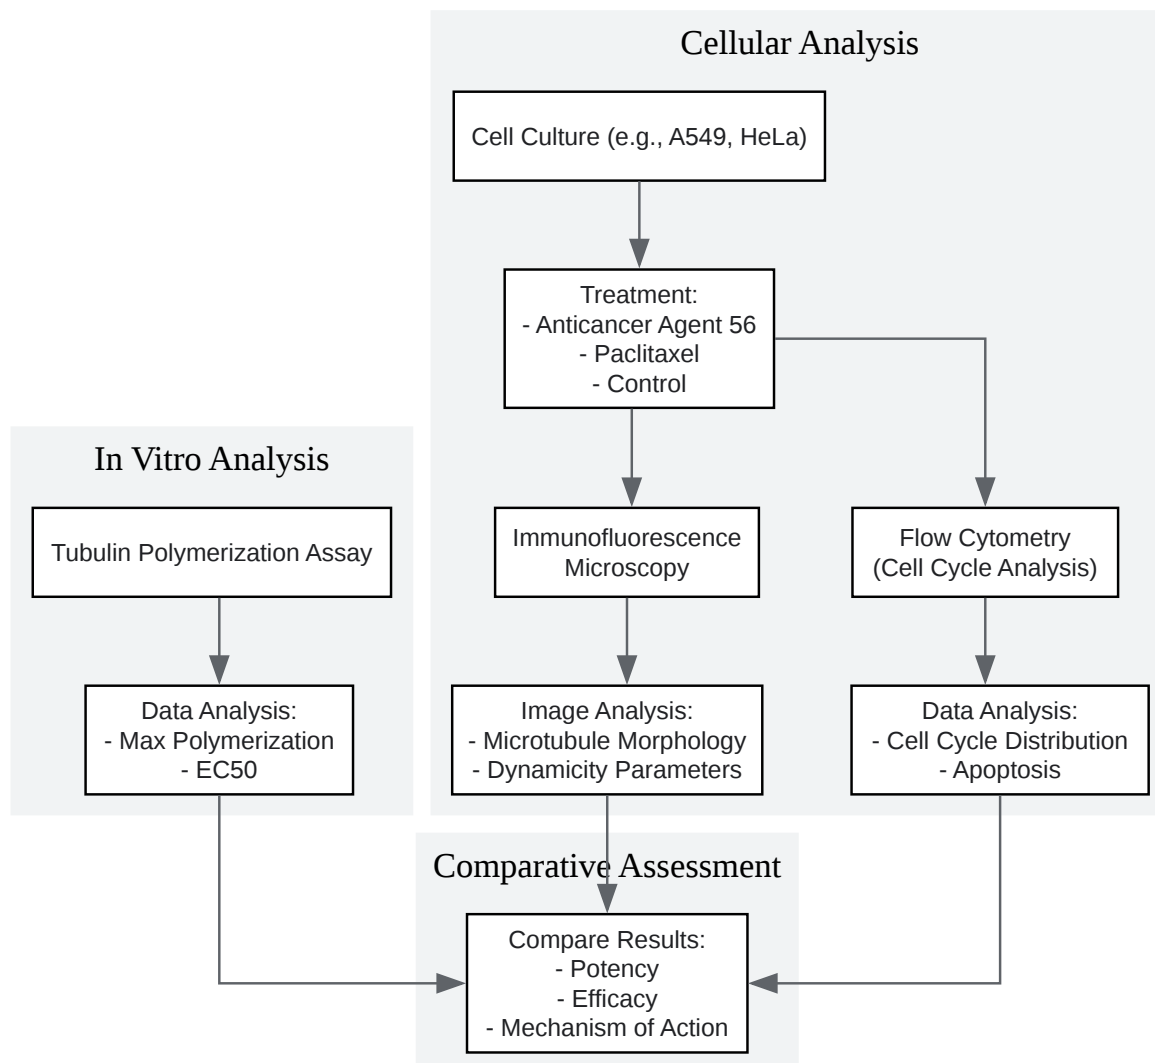 Cellular Analysis
Cell Culture (e.g., A549, HeLa)
Treatment:
- Anticancer Agent 56
- Paclitaxel
- Control
In Vitro Analysis
Tubulin Polymerization Assay
Immunofluorescence
Microscopy
Flow Cytometry
(Cell Cycle Analysis)
Data Analysis:
- Max Polymerization
- EC50
Image Analysis:
- Microtubule Morphology
- Dynamicity Parameters
Data Analysis:
- Cell Cycle Distribution
- Apoptosis
Comparative Assessment
Compare Results:
- Potency
- Efficacy
- Mechanism of Action